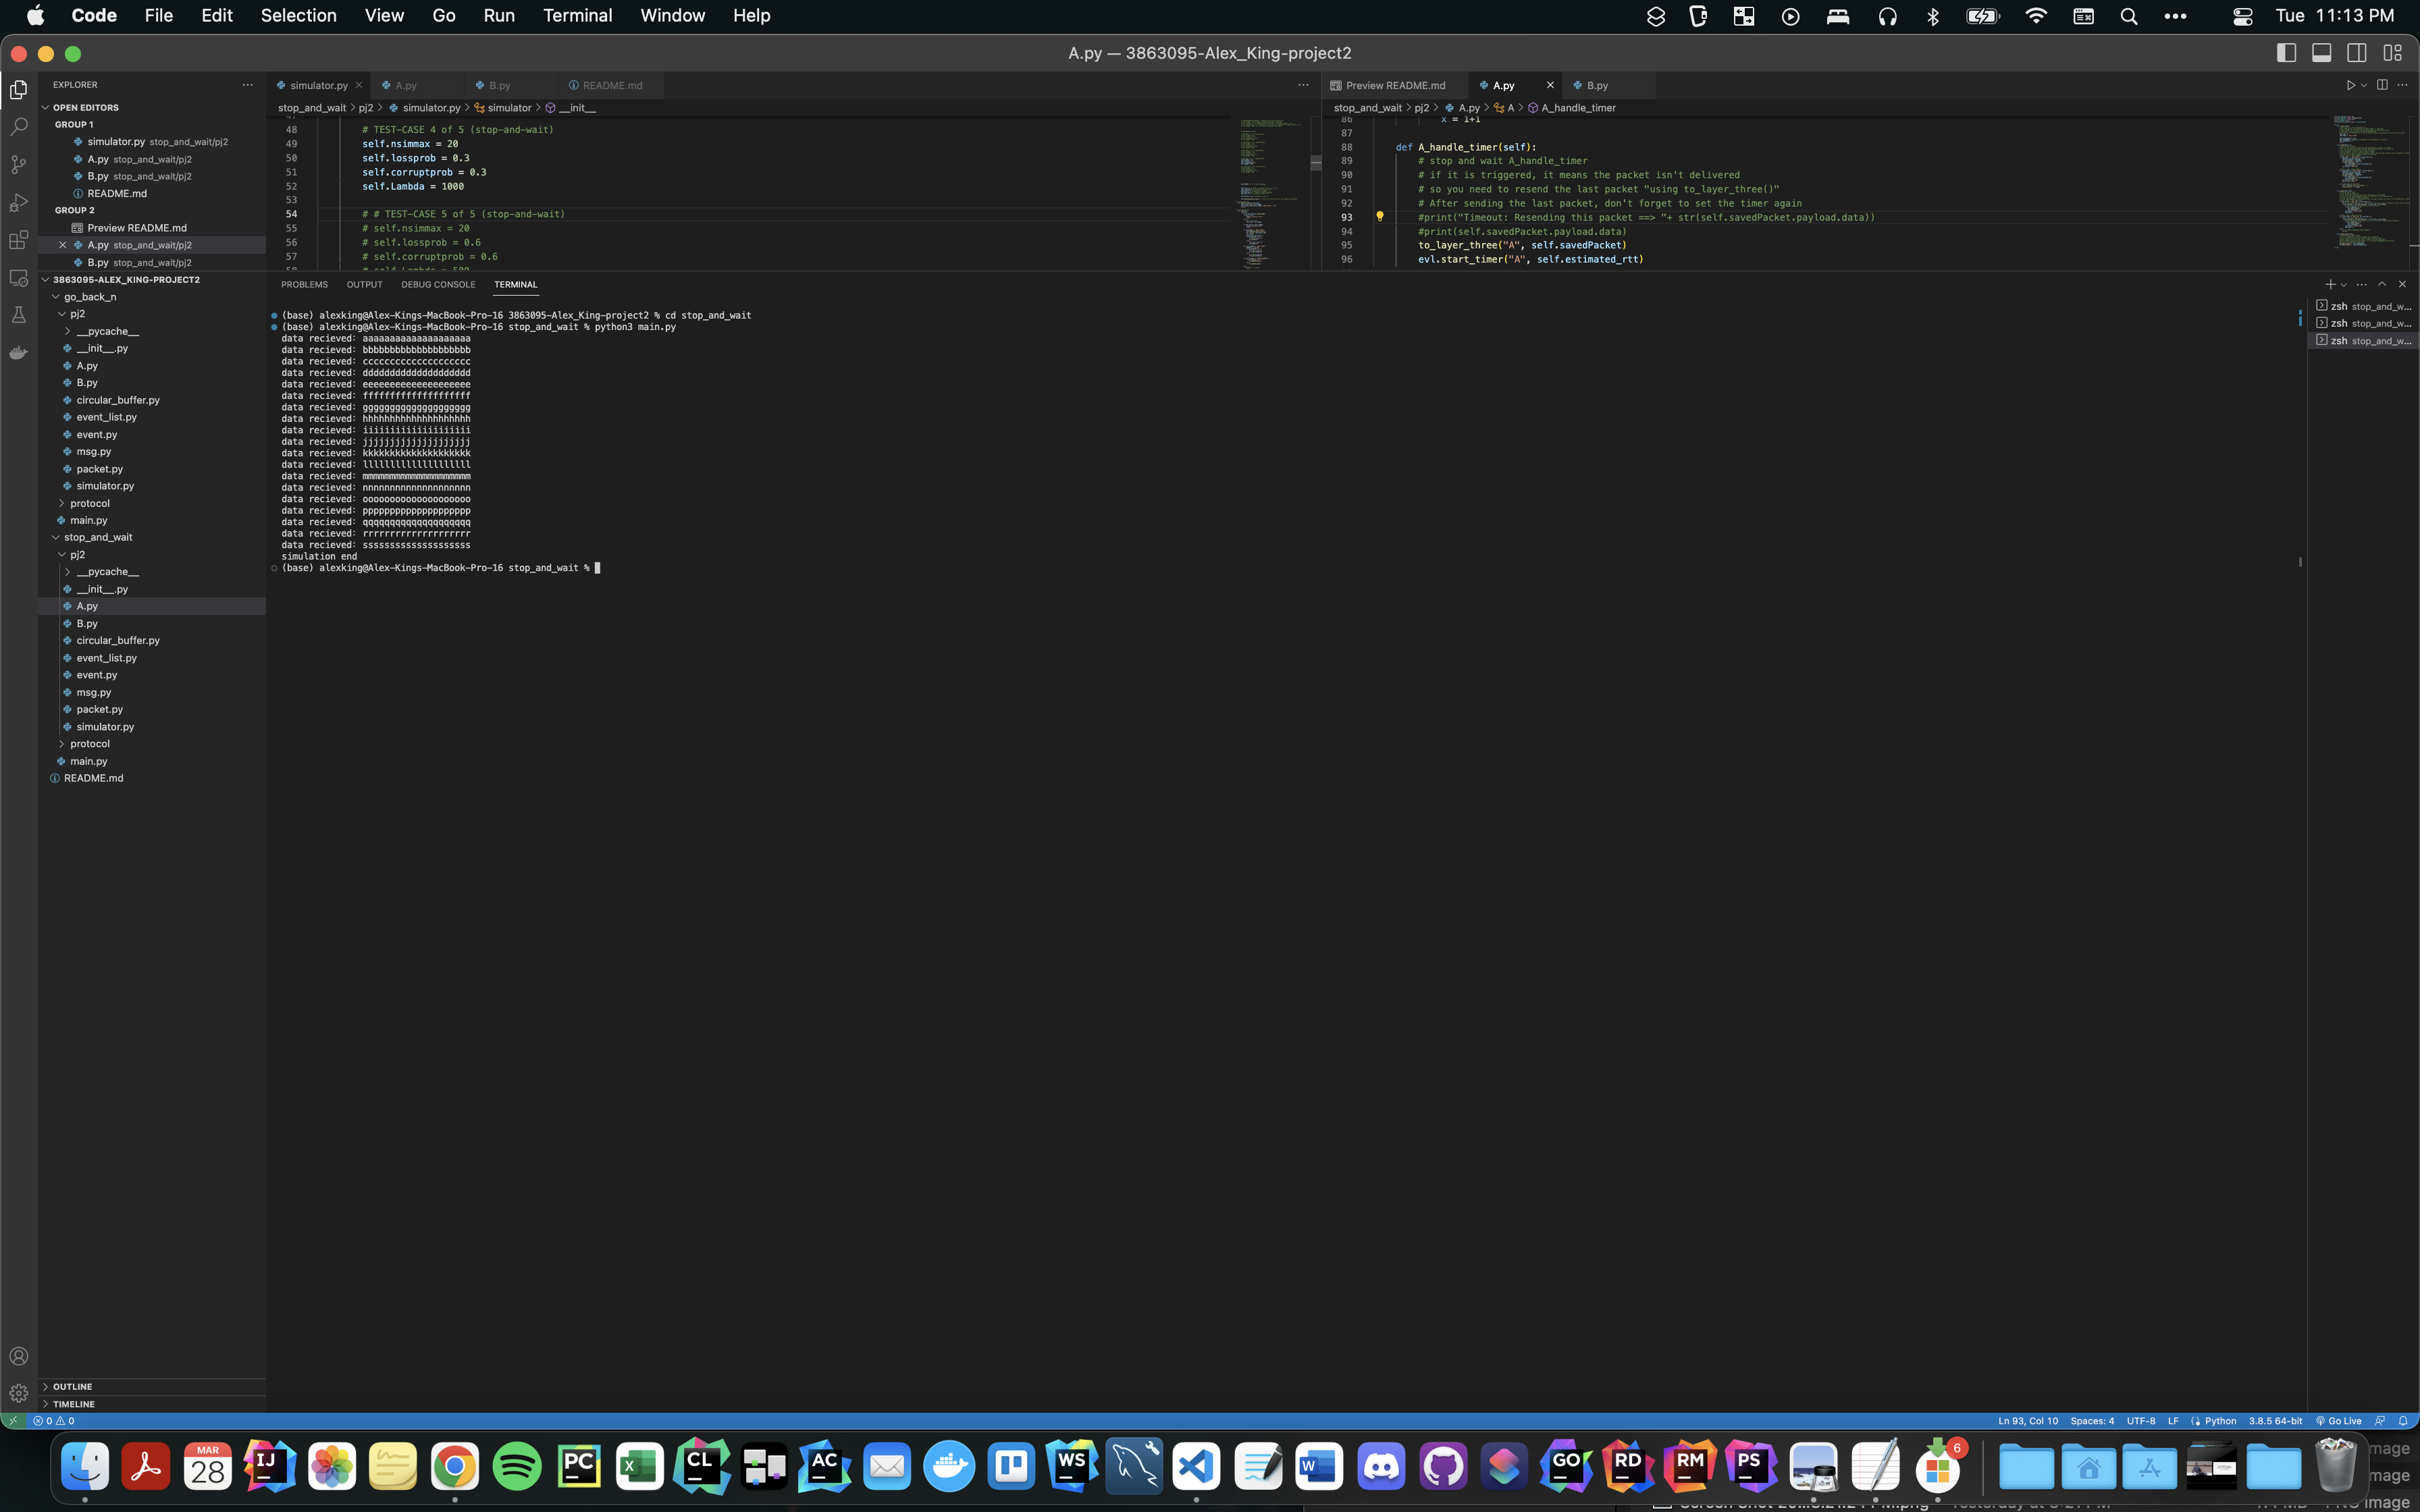 Code File Edit Selection View Go Run Terminal Window Help Tue 11:13 PM
A.py — 3863095-Alex_King-project2
EXPLORER
OPEN EDITORS
GROUP 1
simulator.py stop_and_wait/pj2
A.py stop_and_wait/pj2
B.py stop_and_wait/pj2
README.md
GROUP 2
Preview README.md
A.py stop_and_wait/pj2
B.py stop_and_wait/pj2
3863095-ALEX_KING-PROJECT2
go_back_n
pj2
__pycache__
__init__.py
A.py
B.py
circular_buffer.py
event_list.py
event.py
msg.py
packet.py
simulator.py
protocol
main.py
stop_and_wait
pj2
__pycache__
__init__.py
A.py
B.py
circular_buffer.py
event_list.py
event.py
msg.py
packet.py
simulator.py
protocol
main.py
README.md
OUTLINE
TIMELINE
simulator.py A.py B.py README.md
stop_and_wait > pj2 > simulator.py > simulator > __init__
48 # TEST-CASE 4 of 5 (stop-and-wait)
49 self.nsimmax = 20
50 self.lossprob = 0.3
51 self.corruptprob = 0.3
52 self.Lambda = 1000
53
54 # # TEST-CASE 5 of 5 (stop-and-wait)
55 # self.nsimmax = 20
56 # self.lossprob = 0.6
57 # self.corruptprob = 0.6
Preview README.md A.py B.py
stop_and_wait > pj2 > A.py > A > A_handle_timer
86 x = 1+1
87
88 def A_handle_timer(self):
89 # stop and wait A_handle_timer
90 # if it is triggered, it means the packet isn't delivered
91 # so you need to resend the last packet "using to_layer_three()"
92 # After sending the last packet, don't forget to set the timer again
93 #print("Timeout: Resending this packet ==> "+ str(self.savedPacket.payload.data))
94 #print(self.savedPacket.payload.data)
95 to_layer_three("A", self.savedPacket)
96 evl.start_timer("A", self.estimated_rtt)
PROBLEMS OUTPUT DEBUG CONSOLE TERMINAL
(base) alexking@Alex-Kings-MacBook-Pro-16 3863095-Alex_King-project2 % cd stop_and_wait
(base) alexking@Alex-Kings-MacBook-Pro-16 stop_and_wait % python3 main.py
data recieved: aaaaaaaaaaaaaaaaaaaa
data recieved: bbbbbbbbbbbbbbbbbbbb
data recieved: cccccccccccccccccccc
data recieved: dddddddddddddddddddd
data recieved: eeeeeeeeeeeeeeeeeeee
data recieved: ffffffffffffffffffff
data recieved: gggggggggggggggggggg
data recieved: hhhhhhhhhhhhhhhhhhhh
data recieved: iiiiiiiiiiiiiiiiiiii
data recieved: jjjjjjjjjjjjjjjjjjjj
data recieved: kkkkkkkkkkkkkkkkkkkk
data recieved: llllllllllllllllllll
data recieved: mmmmmmmmmmmmmmmmmmmm
data recieved: nnnnnnnnnnnnnnnnnnnn
data recieved: oooooooooooooooooooo
data recieved: pppppppppppppppppppp
data recieved: qqqqqqqqqqqqqqqqqqqq
data recieved: rrrrrrrrrrrrrrrrrrrr
data recieved: ssssssssssssssssssss
simulation end
(base) alexking@Alex-Kings-MacBook-Pro-16 stop_and_wait %
zsh stop_and_w...
zsh stop_and_w...
zsh stop_and_w...
0 0 Ln 93, Col 10 Spaces: 4 UTF-8 LF Python 3.8.5 64-bit Go Live
MAR
28 IJ PC X CL AC WS W GO RD RM PS 6